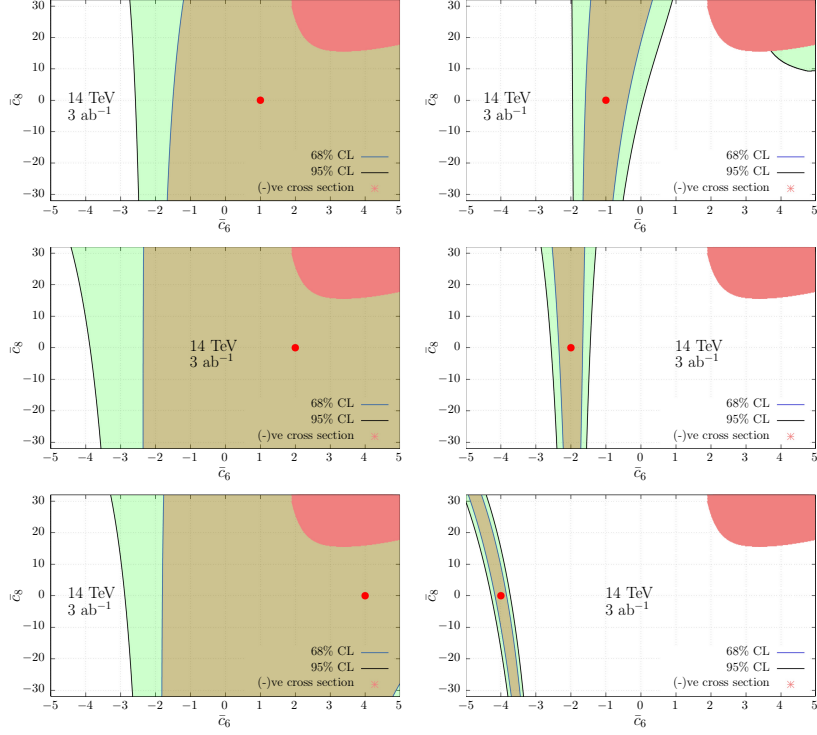 30
20
10
0
−10
−20
−30
c̄₈
14 TeV
3 ab⁻¹
68% CL
95% CL
(-)ve cross section
−5 −4 −3 −2 −1 0 1 2 3 4 5
c̄₆
30
20
10
0
−10
−20
−30
c̄₈
14 TeV
3 ab⁻¹
68% CL
95% CL
(-)ve cross section
−5 −4 −3 −2 −1 0 1 2 3 4 5
c̄₆
30
20
10
0
−10
−20
−30
c̄₈
14 TeV
3 ab⁻¹
68% CL
95% CL
(-)ve cross section
−5 −4 −3 −2 −1 0 1 2 3 4 5
c̄₆
30
20
10
0
−10
−20
−30
c̄₈
14 TeV
3 ab⁻¹
68% CL
95% CL
(-)ve cross section
−5 −4 −3 −2 −1 0 1 2 3 4 5
c̄₆
30
20
10
0
−10
−20
−30
c̄₈
14 TeV
3 ab⁻¹
68% CL
95% CL
(-)ve cross section
−5 −4 −3 −2 −1 0 1 2 3 4 5
c̄₆
30
20
10
0
−10
−20
−30
c̄₈
14 TeV
3 ab⁻¹
68% CL
95% CL
(-)ve cross section
−5 −4 −3 −2 −1 0 1 2 3 4 5
c̄₆